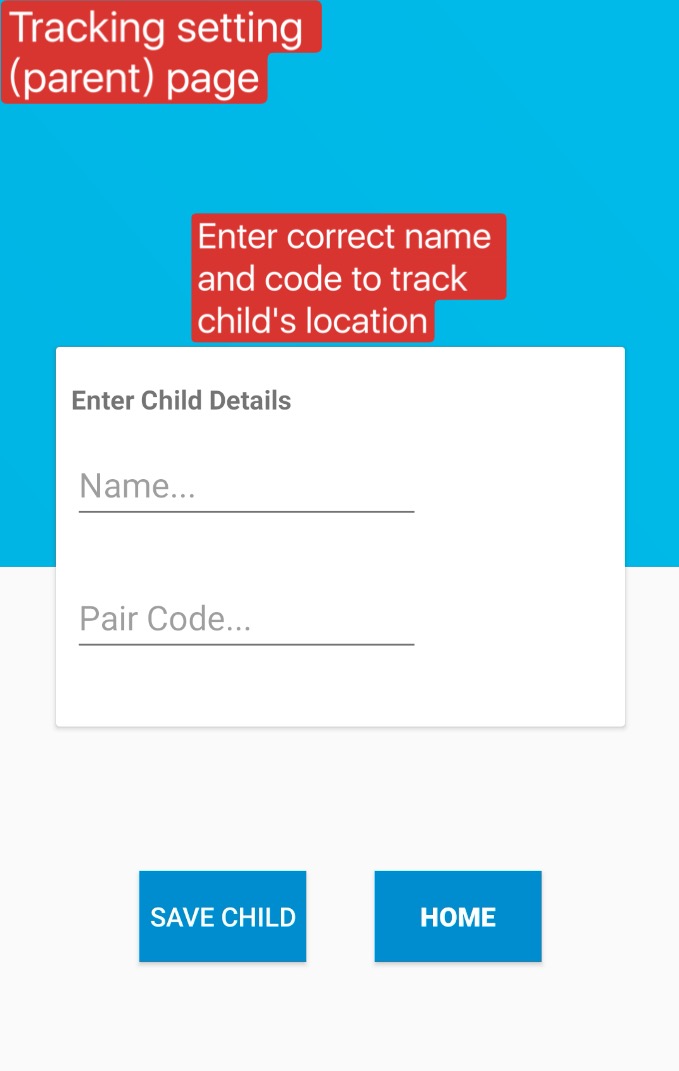 Tracking setting
(parent) page
Enter correct name
and code to track
child's location
Enter Child Details
Name...
Pair Code...
SAVE CHILD
HOME